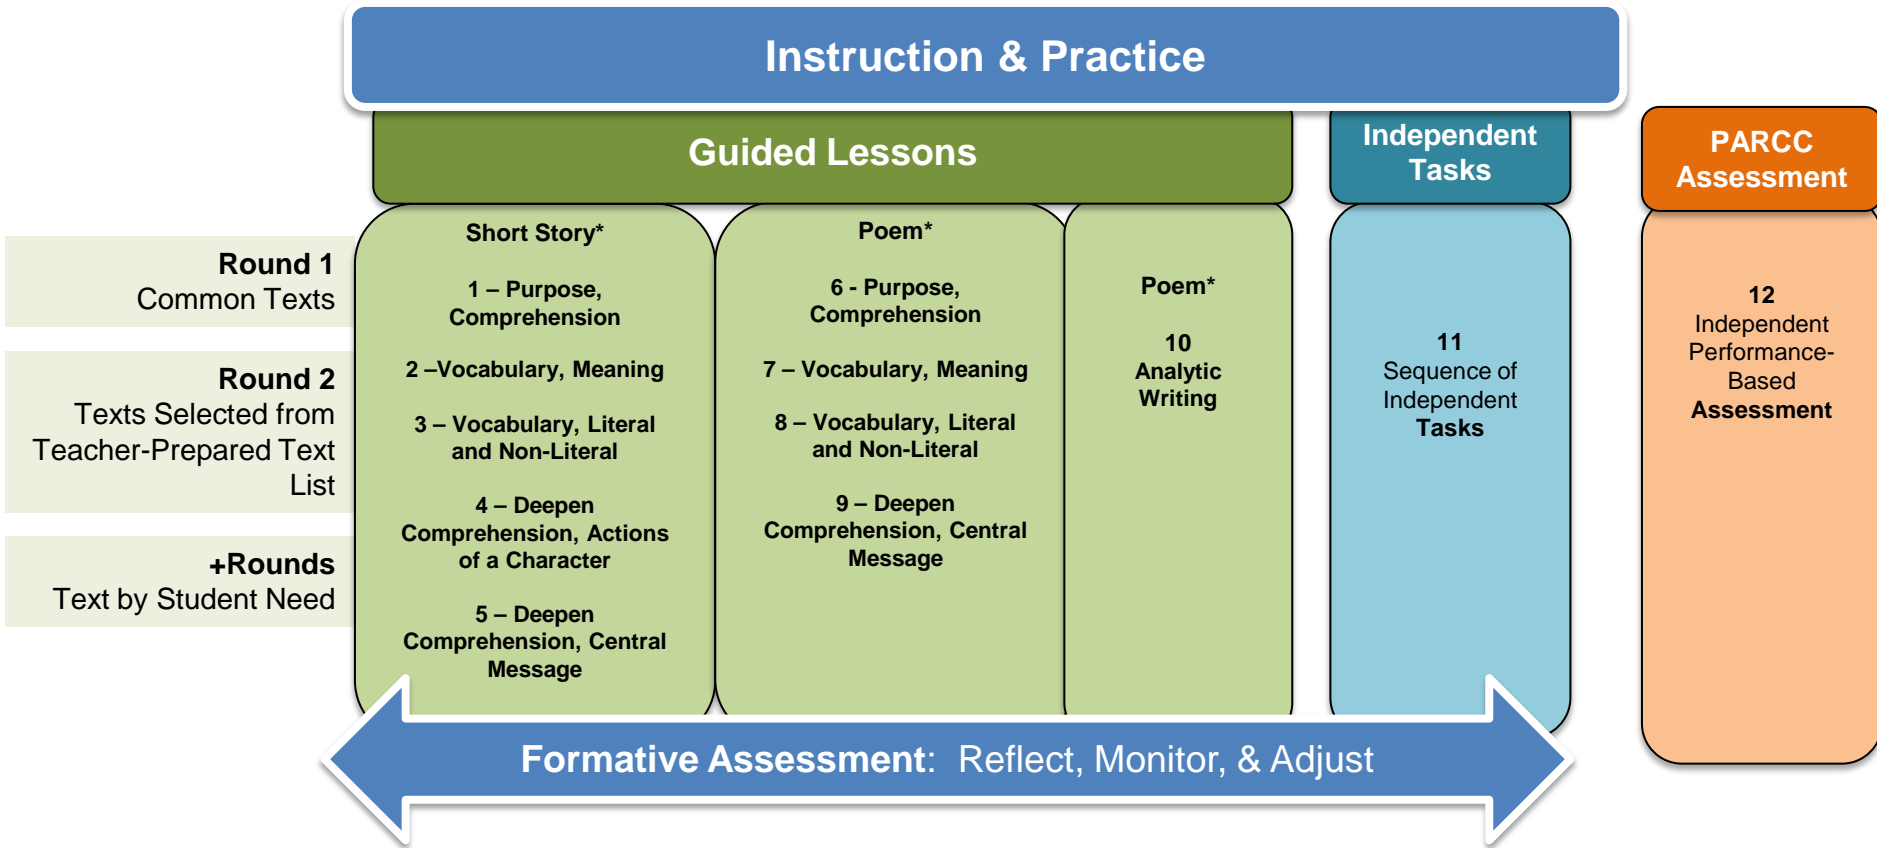 Instruction & Practice
Guided Lessons
Independent
Tasks
PARCC
Assessment
Round 1
Common Texts
Round 2
Texts Selected from
Teacher-Prepared Text
List
+Rounds
Text by Student Need
Short Story*
1 – Purpose,
Comprehension
2 –Vocabulary, Meaning
3 – Vocabulary, Literal
and Non-Literal
4 – Deepen
Comprehension, Actions
of a Character
5 – Deepen
Comprehension, Central
Message
Poem*
6 - Purpose,
Comprehension
7 – Vocabulary, Meaning
8 – Vocabulary, Literal
and Non-Literal
9 – Deepen
Comprehension, Central
Message
Poem*
10
Analytic
Writing
11
Sequence of
Independent
Tasks
12
Independent
Performance-
Based
Assessment
Formative Assessment:  Reflect, Monitor, & Adjust